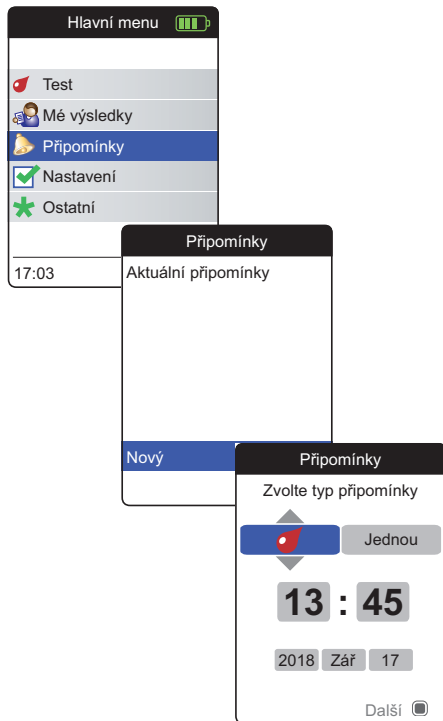 Hlavní menu
Test
Mé výsledky
Připomínky
Nastavení
Ostatní
17:03
Připomínky
Aktuální připomínky
Nový
Připomínky
Zvolte typ připomínky
Jednou
13 : 45
2018 Zář 17
Další